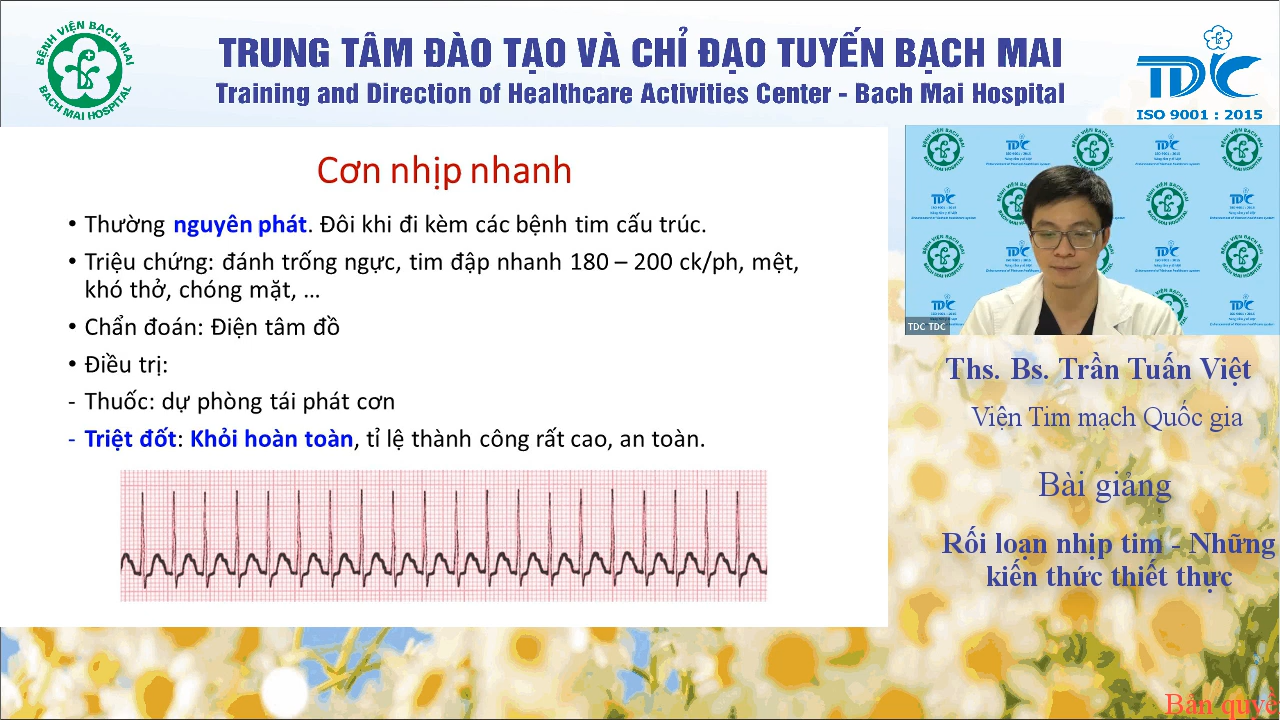 BỆNH VIỆN BẠCH MAI
BACH MAI HOSPITAL
TRUNG TÂM ĐÀO TẠO VÀ CHỈ ĐẠO TUYẾN BẠCH MAI
Training and Direction of Healthcare Activities Center - Bach Mai Hospital
TDC
ISO 9001 : 2015
Cơn nhịp nhanh
• Thường nguyên phát. Đôi khi đi kèm các bệnh tim cấu trúc.
• Triệu chứng: đánh trống ngực, tim đập nhanh 180 – 200 ck/ph, mệt,
khó thở, chóng mặt, ...
• Chẩn đoán: Điện tâm đồ
• Điều trị:
- Thuốc: dự phòng tái phát cơn
- Triệt đốt: Khỏi hoàn toàn, tỉ lệ thành công rất cao, an toàn.
TDC TDC
Ths. Bs. Trần Tuấn Việt
Viện Tim mạch Quốc gia
Bài giảng
Rối loạn nhịp tim - Những
kiến thức thiết thực
Bản quyề